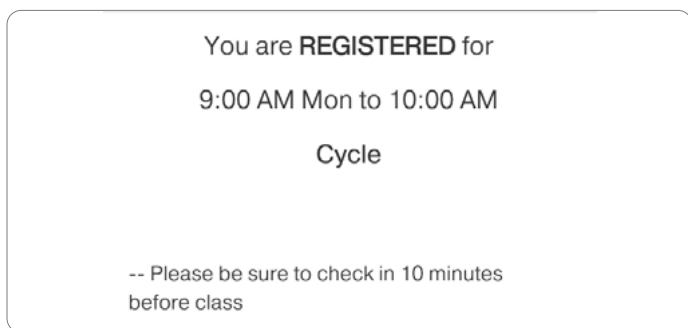 You are REGISTERED for
9:00 AM Mon to 10:00 AM
Cycle
-- Please be sure to check in 10 minutes
before class